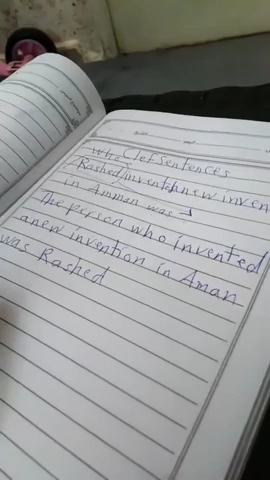 who Cleft sentences
Rashed invented new inven
in Amman was
The person who invented
a new invention in Aman
was Rashed